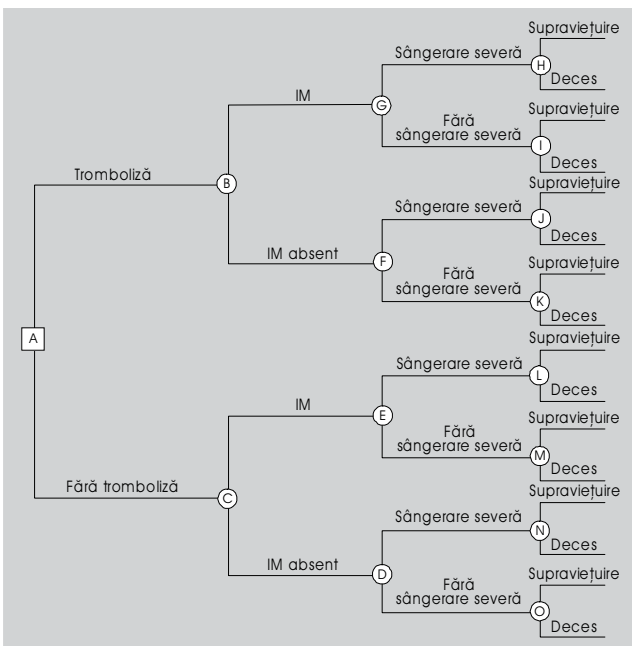 Supraviețuire
Sângerare severă
H
Deces
IM
G
Supraviețuire
Fără
sângerare severă
I
Deces
Tromboliză
B
Supraviețuire
Sângerare severă
J
Deces
IM absent
F
Supraviețuire
Fără
sângerare severă
K
Deces
A
Supraviețuire
Sângerare severă
L
Deces
IM
E
Supraviețuire
Fără
sângerare severă
M
Deces
Fără tromboliză
C
Supraviețuire
Sângerare severă
N
Deces
IM absent
D
Supraviețuire
Fără
sângerare severă
O
Deces